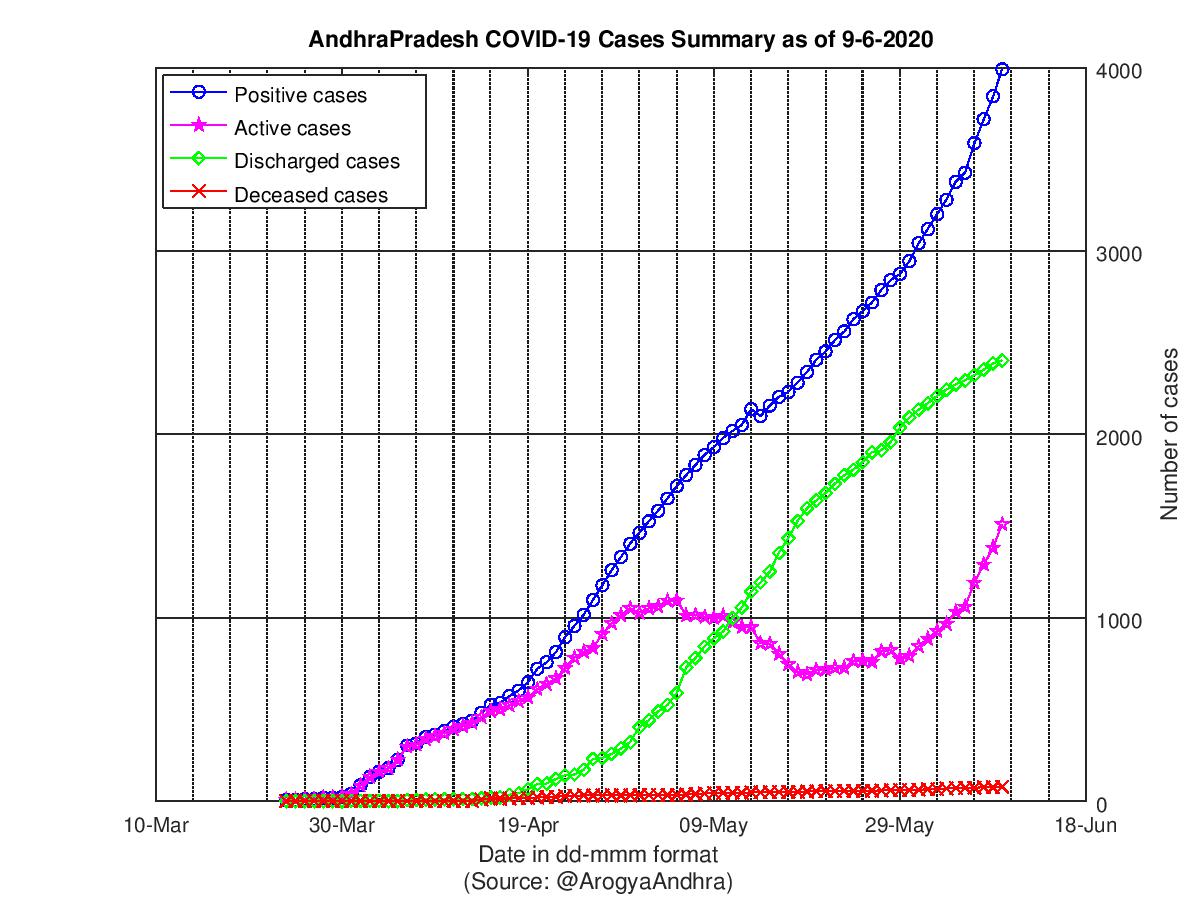 AndhraPradesh COVID-19 Cases Summary as of 9-6-2020
Positive cases
Active cases
Discharged cases
Deceased cases
4000
3000
2000
1000
0
Number of cases
10-Mar
30-Mar
19-Apr
09-May
29-May
18-Jun
Date in dd-mmm format
(Source: @ArogyaAndhra)